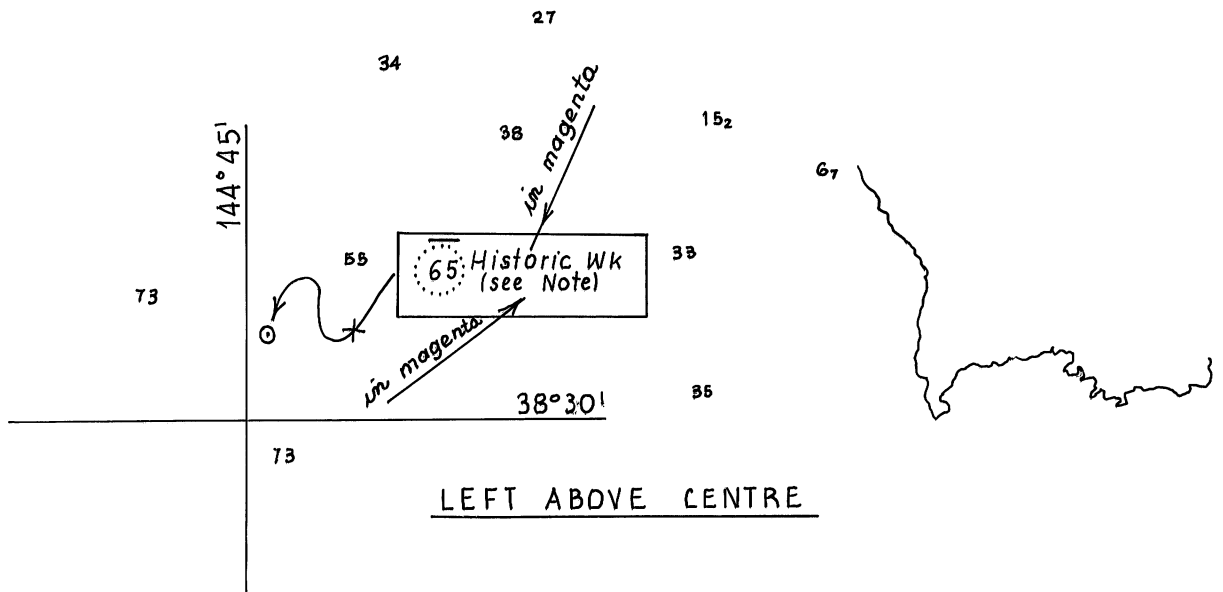 27
34
in magenta
38
15₂
144°45'
6₇
53
65 Historic Wk
(see Note)
33
73
in magenta
38°30'
35
73
LEFT ABOVE CENTRE